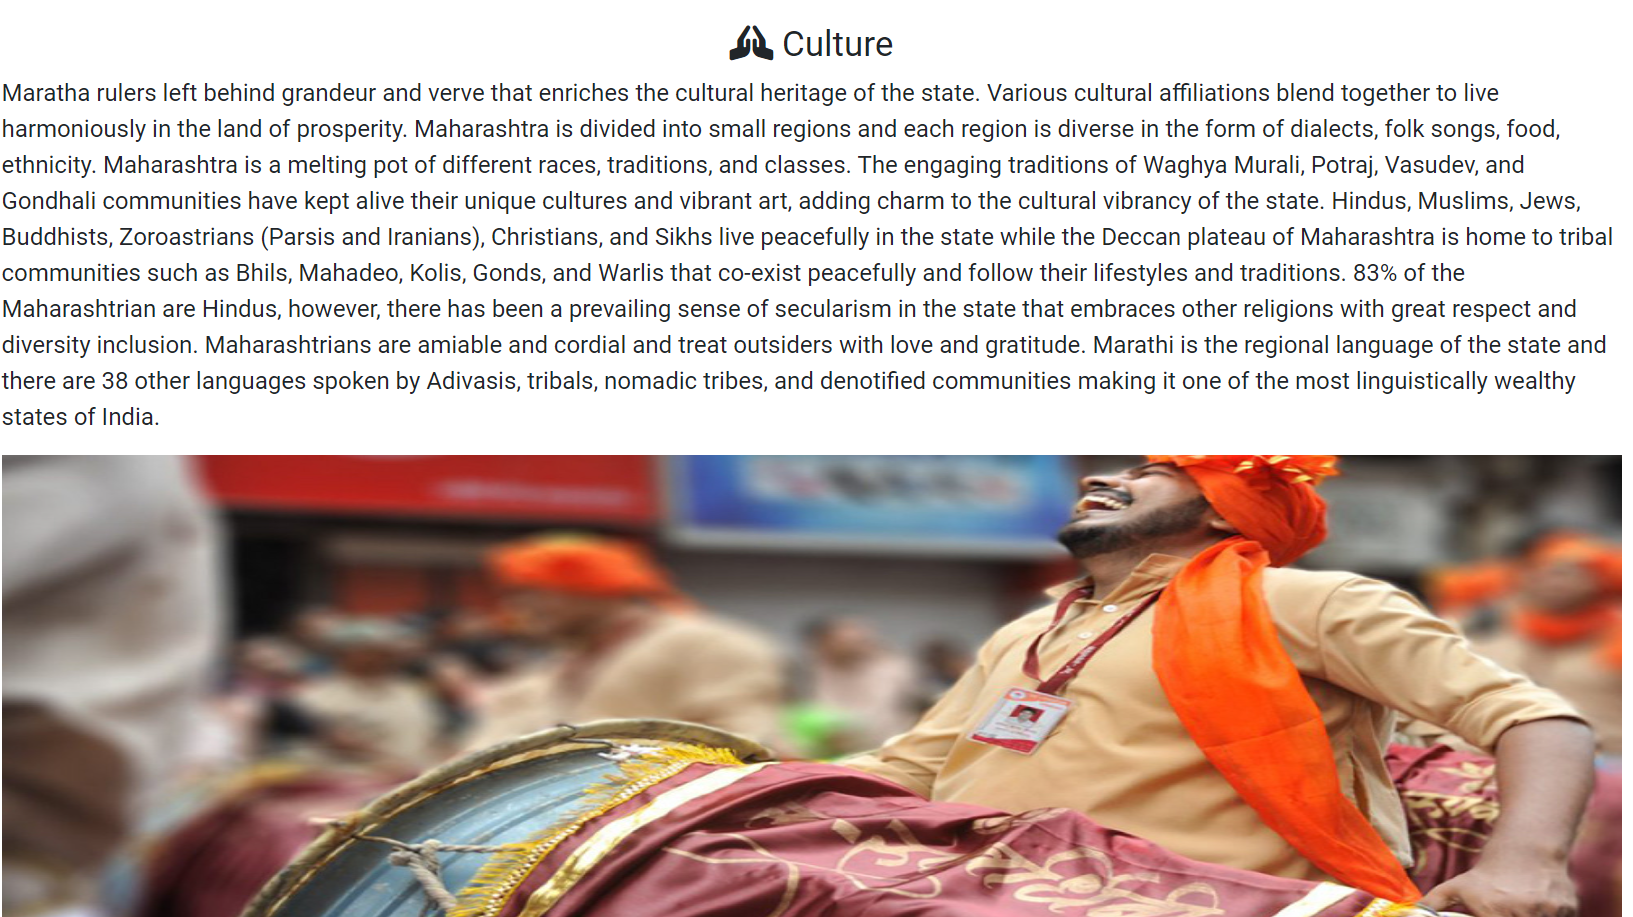 Culture
Maratha rulers left behind grandeur and verve that enriches the cultural heritage of the state. Various cultural affiliations blend together to live
harmoniously in the land of prosperity. Maharashtra is divided into small regions and each region is diverse in the form of dialects, folk songs, food,
ethnicity. Maharashtra is a melting pot of different races, traditions, and classes. The engaging traditions of Waghya Murali, Potraj, Vasudev, and
Gondhali communities have kept alive their unique cultures and vibrant art, adding charm to the cultural vibrancy of the state. Hindus, Muslims, Jews,
Buddhists, Zoroastrians (Parsis and Iranians), Christians, and Sikhs live peacefully in the state while the Deccan plateau of Maharashtra is home to tribal
communities such as Bhils, Mahadeo, Kolis, Gonds, and Warlis that co-exist peacefully and follow their lifestyles and traditions. 83% of the
Maharashtrian are Hindus, however, there has been a prevailing sense of secularism in the state that embraces other religions with great respect and
diversity inclusion. Maharashtrians are amiable and cordial and treat outsiders with love and gratitude. Marathi is the regional language of the state and
there are 38 other languages spoken by Adivasis, tribals, nomadic tribes, and denotified communities making it one of the most linguistically wealthy
states of India.